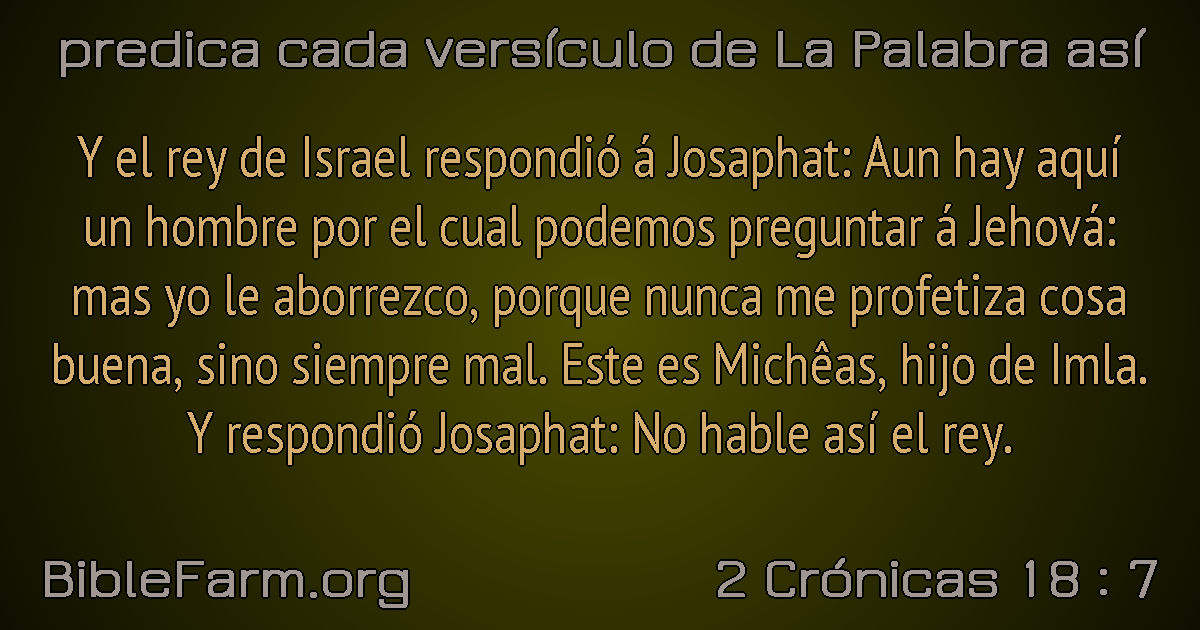 predica cada versículo de La Palabra así
Y el rey de Israel respondió á Josaphat: Aun hay aquí
un hombre por el cual podemos preguntar á Jehová:
mas yo le aborrezco, porque nunca me profetiza cosa
buena, sino siempre mal. Este es Michêas, hijo de Imla.
Y respondió Josaphat: No hable así el rey.
BibleFarm.org
2 Crónicas 18 : 7